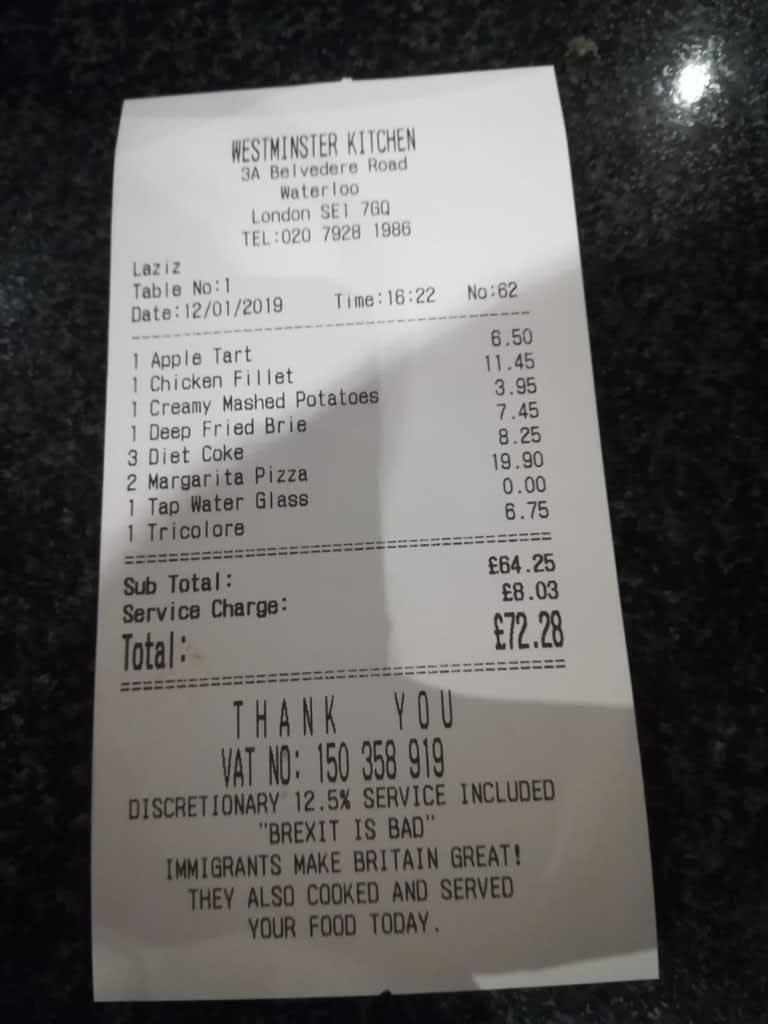 WESTMINSTER KITCHEN
3A Belvedere Road
Waterloo
London SE1 7GQ
TEL:020 7928 1986
Laziz
Table No:1
Date:12/01/2019 Time:16:22 No:62
1 Apple Tart 6.50
1 Chicken Fillet 11.45
1 Creamy Mashed Potatoes 3.95
1 Deep Fried Brie 7.45
3 Diet Coke 8.25
2 Margarita Pizza 19.90
1 Tap Water Glass 0.00
1 Tricolore 6.75
Sub Total: £64.25
Service Charge: £8.03
Total: £72.28
THANK YOU
VAT NO: 150 358 919
DISCRETIONARY 12.5% SERVICE INCLUDED
"BREXIT IS BAD"
IMMIGRANTS MAKE BRITAIN GREAT!
THEY ALSO COOKED AND SERVED
YOUR FOOD TODAY.